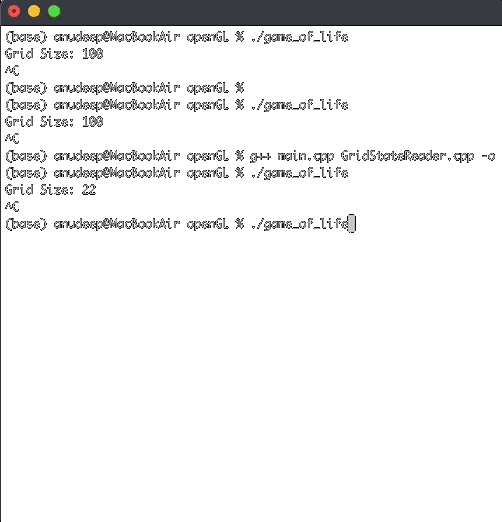 (base) anudeep@MacBookAir openGL % ./game_of_life
Grid Size: 100
^C
(base) anudeep@MacBookAir openGL %
(base) anudeep@MacBookAir openGL % ./game_of_life
Grid Size: 100
^C
(base) anudeep@MacBookAir openGL % g++ main.cpp GridStateReader.cpp -o
(base) anudeep@MacBookAir openGL % ./game_of_life
Grid Size: 22
^C
(base) anudeep@MacBookAir openGL % ./game_of_life